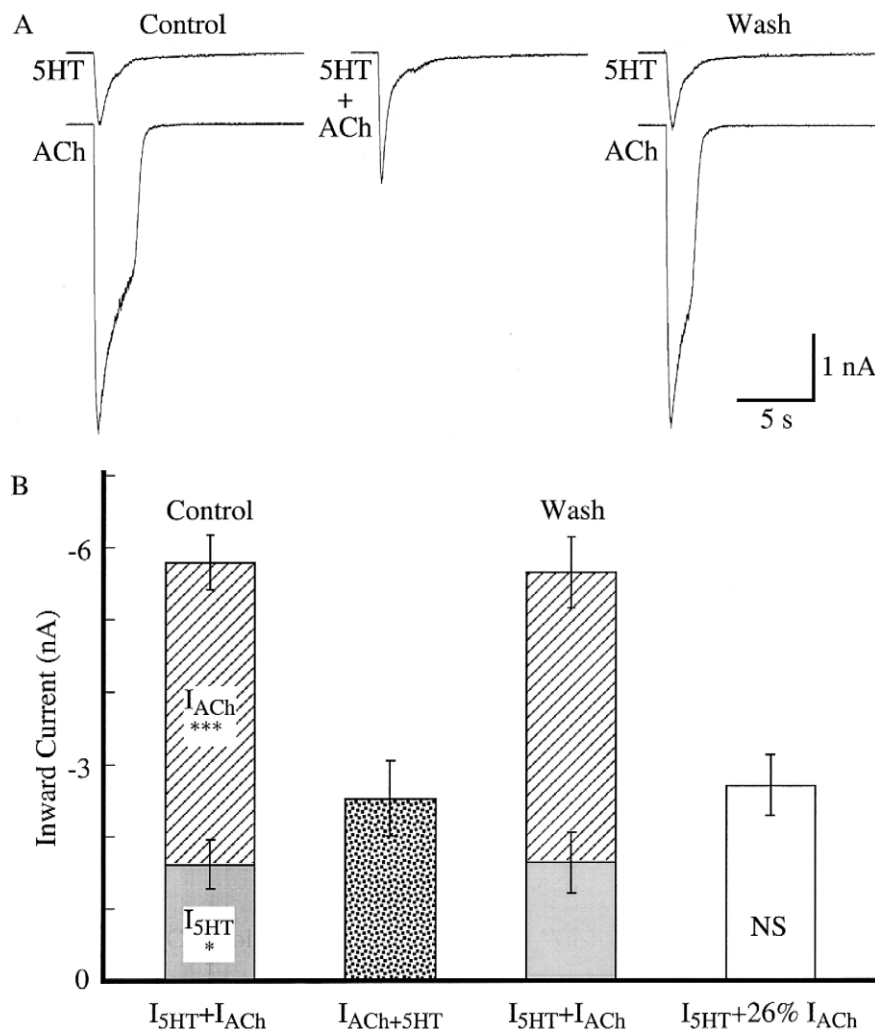 A
Control
Wash
5HT
ACh
5HT
+
ACh
5HT
ACh
1 nA
5 s
B
Inward Current (nA)
-6
-3
0
Control
Wash
IACh
***
I5HT
*
NS
I5HT+IACh
IACh+5HT
I5HT+IACh
I5HT+26% IACh